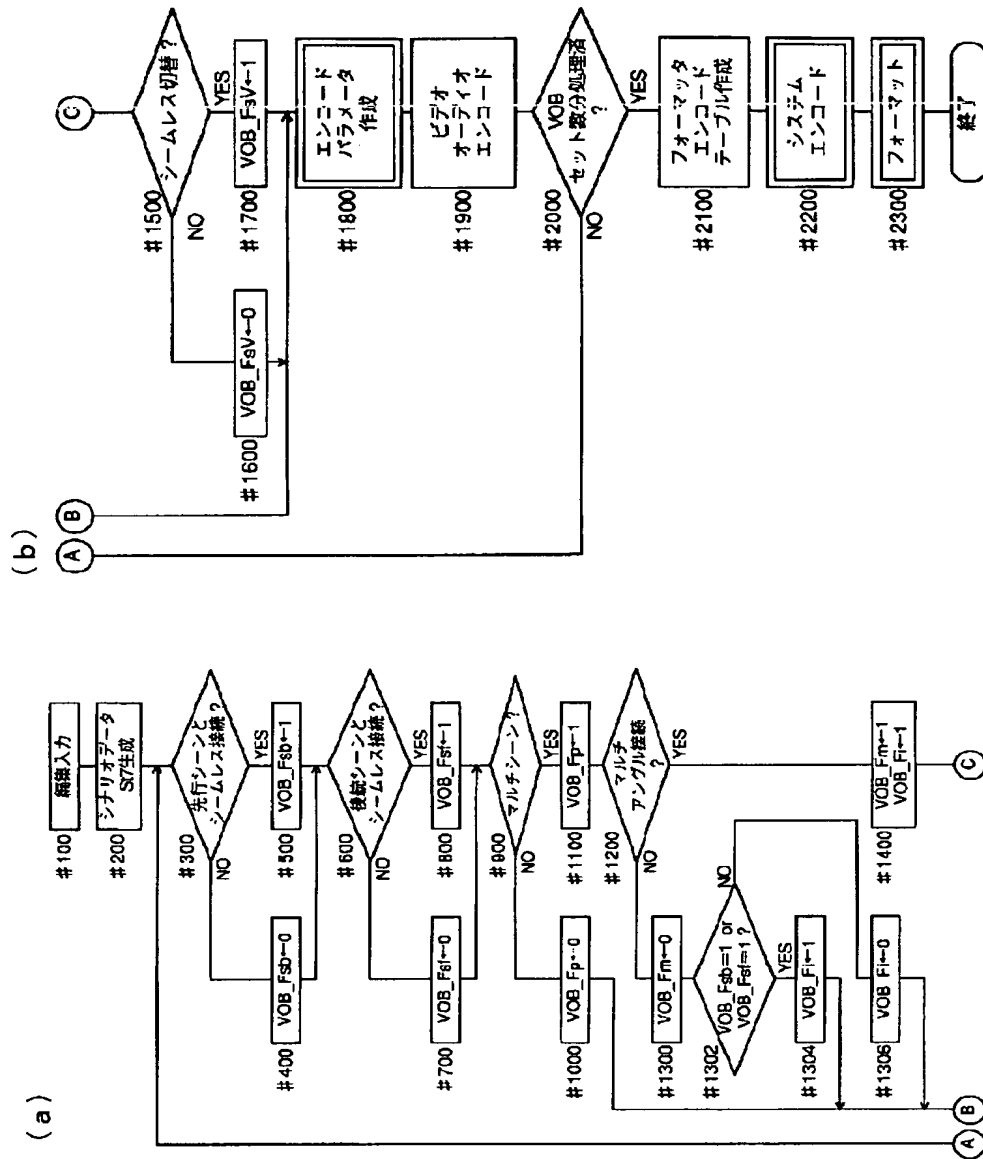 (a)
#100
編集入力
#200
シナリオデータ
St7生成
#300
先行シーンと
シームレス接続?
NO
YES
#400
VOB_Fsb←0
#500
VOB_Fsb←1
#600
後続シーンと
シームレス接続?
NO
YES
#700
VOB_Fsf←0
#800
VOB_Fsf←1
#900
マルチシーン?
NO
YES
#1000
VOB_Fp←0
#1100
VOB_Fp←1
#1200
マルチ
アングル接続
?
NO
YES
#1300
VOB_Fm←0
#1302
VOB_Fsb=1 or
VOB_Fsf=1?
NO
YES
#1304
VOB_Fi←1
#1306
VOB_Fi←0
#1400
VOB_Fm←1
VOB_Fi←1
A
B
C
(b)
A
B
C
#1500
シームレス切替?
NO
YES
#1600
VOB_FsV←0
#1700
VOB_FsV←1
#1800
エンコード
パラメータ
作成
#1900
ビデオ
オーディオ
エンコード
#2000
VOB
セット数分処理済
?
NO
YES
#2100
フォーマッタ
エンコード
テーブル作成
#2200
システム
エンコード
#2300
フォーマット
終了